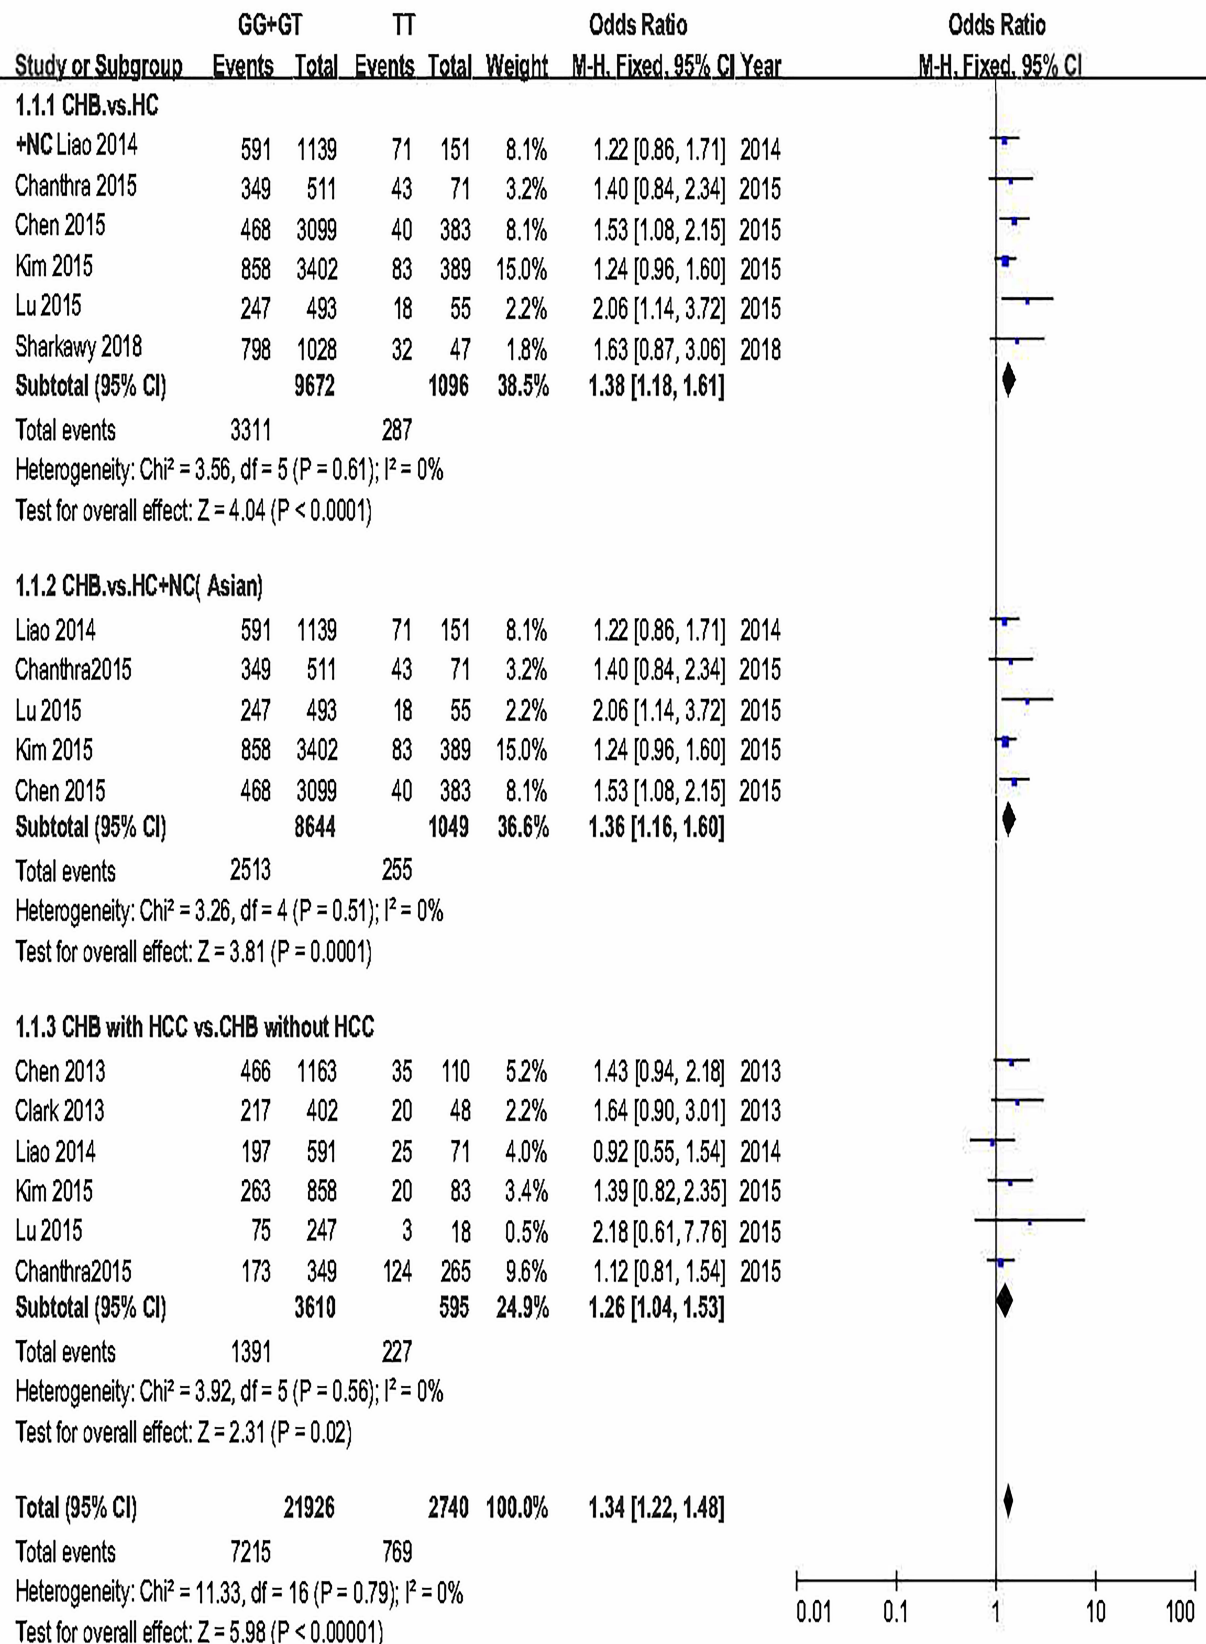 GG+GT TT Odds Ratio Odds Ratio
Study or Subgroup Events Total Events Total Weight M-H, Fixed, 95% CI Year M-H, Fixed, 95% CI
1.1.1 CHB.vs.HC
+NC Liao 2014 591 1139 71 151 8.1% 1.22 [0.86, 1.71] 2014
Chanthra 2015 349 511 43 71 3.2% 1.40 [0.84, 2.34] 2015
Chen 2015 468 3099 40 383 8.1% 1.53 [1.08, 2.15] 2015
Kim 2015 858 3402 83 389 15.0% 1.24 [0.96, 1.60] 2015
Lu 2015 247 493 18 55 2.2% 2.06 [1.14, 3.72] 2015
Sharkawy 2018 798 1028 32 47 1.8% 1.63 [0.87, 3.06] 2018
Subtotal (95% CI) 9672 1096 38.5% 1.38 [1.18, 1.61]
Total events 3311 287
Heterogeneity: Chi² = 3.56, df = 5 (P = 0.61); I² = 0%
Test for overall effect: Z = 4.04 (P < 0.0001)
1.1.2 CHB.vs.HC+NC( Asian)
Liao 2014 591 1139 71 151 8.1% 1.22 [0.86, 1.71] 2014
Chanthra2015 349 511 43 71 3.2% 1.40 [0.84, 2.34] 2015
Lu 2015 247 493 18 55 2.2% 2.06 [1.14, 3.72] 2015
Kim 2015 858 3402 83 389 15.0% 1.24 [0.96, 1.60] 2015
Chen 2015 468 3099 40 383 8.1% 1.53 [1.08, 2.15] 2015
Subtotal (95% CI) 8644 1049 36.6% 1.36 [1.16, 1.60]
Total events 2513 255
Heterogeneity: Chi² = 3.26, df = 4 (P = 0.51); I² = 0%
Test for overall effect: Z = 3.81 (P = 0.0001)
1.1.3 CHB with HCC vs.CHB without HCC
Chen 2013 466 1163 35 110 5.2% 1.43 [0.94, 2.18] 2013
Clark 2013 217 402 20 48 2.2% 1.64 [0.90, 3.01] 2013
Liao 2014 197 591 25 71 4.0% 0.92 [0.55, 1.54] 2014
Kim 2015 263 858 20 83 3.4% 1.39 [0.82, 2.35] 2015
Lu 2015 75 247 3 18 0.5% 2.18 [0.61, 7.76] 2015
Chanthra2015 173 349 124 265 9.6% 1.12 [0.81, 1.54] 2015
Subtotal (95% CI) 3610 595 24.9% 1.26 [1.04, 1.53]
Total events 1391 227
Heterogeneity: Chi² = 3.92, df = 5 (P = 0.56); I² = 0%
Test for overall effect: Z = 2.31 (P = 0.02)
Total (95% CI) 21926 2740 100.0% 1.34 [1.22, 1.48]
Total events 7215 769
Heterogeneity: Chi² = 11.33, df = 16 (P = 0.79); I² = 0%
Test for overall effect: Z = 5.98 (P < 0.00001)
0.01 0.1 1 10 100